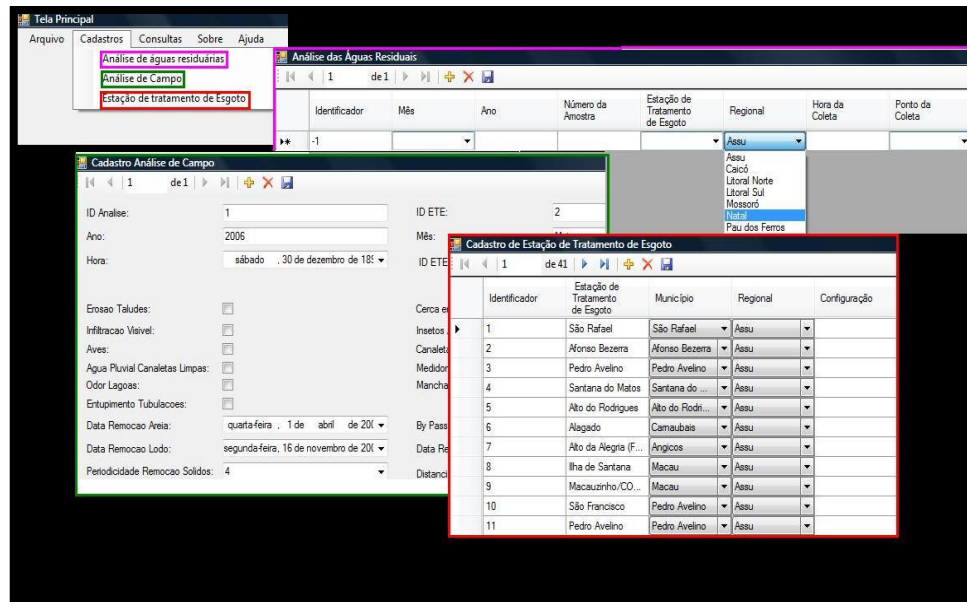 Tela Principal
Arquivo Cadastros Consultas Sobre Ajuda
Análise de águas residuárias
Análise de Campo
Estação de tratamento de Esgoto
Análise das Águas Residuais
1 de 1
Identificador Mês Ano Número da Amostra Estação de Tratamento de Esgoto Regional Hora da Coleta Ponto da Coleta
-1 Assu
Assu
Caicó
Litoral Norte
Litoral Sul
Mossoró
Natal
Pau dos Ferros
Cadastro Análise de Campo
1 de 1
ID Analise: 1 ID ETE: 2
Ano: 2006 Mês:
Hora: sábado , 30 de dezembro de 18 ID ETE
Erosao Taludes: Cerca
Infiltracao Visivel: Insetos
Aves: Canaleta
Agua Pluvial Canaletas Limpas: Medidor
Odor Lagoas: Mancha
Entupimento Tubulacoes:
Data Remocao Areia: quarta-feira , 1 de abril de 20 By Pass
Data Remocao Lodo: segunda-feira, 16 de novembro de 20 Data Re
Periodicidade Remocao Solidos: 4 Distanci
Cadastro de Estação de Tratamento de Esgoto
1 de 41
Identificador Estação de Tratamento de Esgoto Município Regional Configuração
1 São Rafael São Rafael Assu
2 Afonso Bezerra Afonso Bezerra Assu
3 Pedro Avelino Pedro Avelino Assu
4 Santana do Matos Santana do ... Assu
5 Alto do Rodrigues Alto do Rodri... Assu
6 Alagado Carnaubais Assu
7 Alto da Alegria (F... Angicos Assu
8 Ilha de Santana Macau Assu
9 Macauzinho/CO... Macau Assu
10 São Francisco Pedro Avelino Assu
11 Pedro Avelino Pedro Avelino Assu